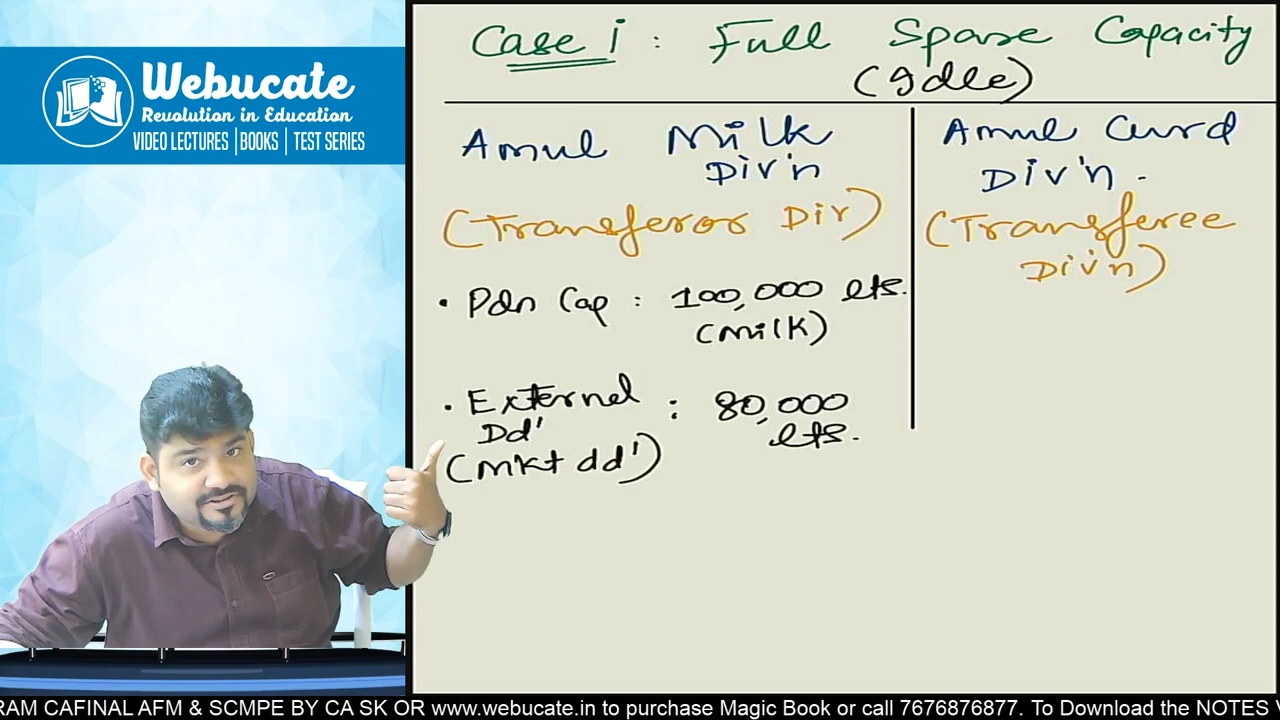 Webucate
Revolution in Education
VIDEO LECTURES | BOOKS | TEST SERIES
Case I : Full Spare Capacity
(Idle)
Amul Milk
Div'n
(Transferor Div)
• Pdn Cap : 100,000 lts.
(Milk)
• External : 80,000
Dd' lts.
(mkt dd')
Amul Curd
Div'n.
(Transferee
Div'n)
RAM CAFINAL AFM & SCMPE BY CA SK OR www.webucate.in to purchase Magic Book or call 7676876877. To Download the NOTES V